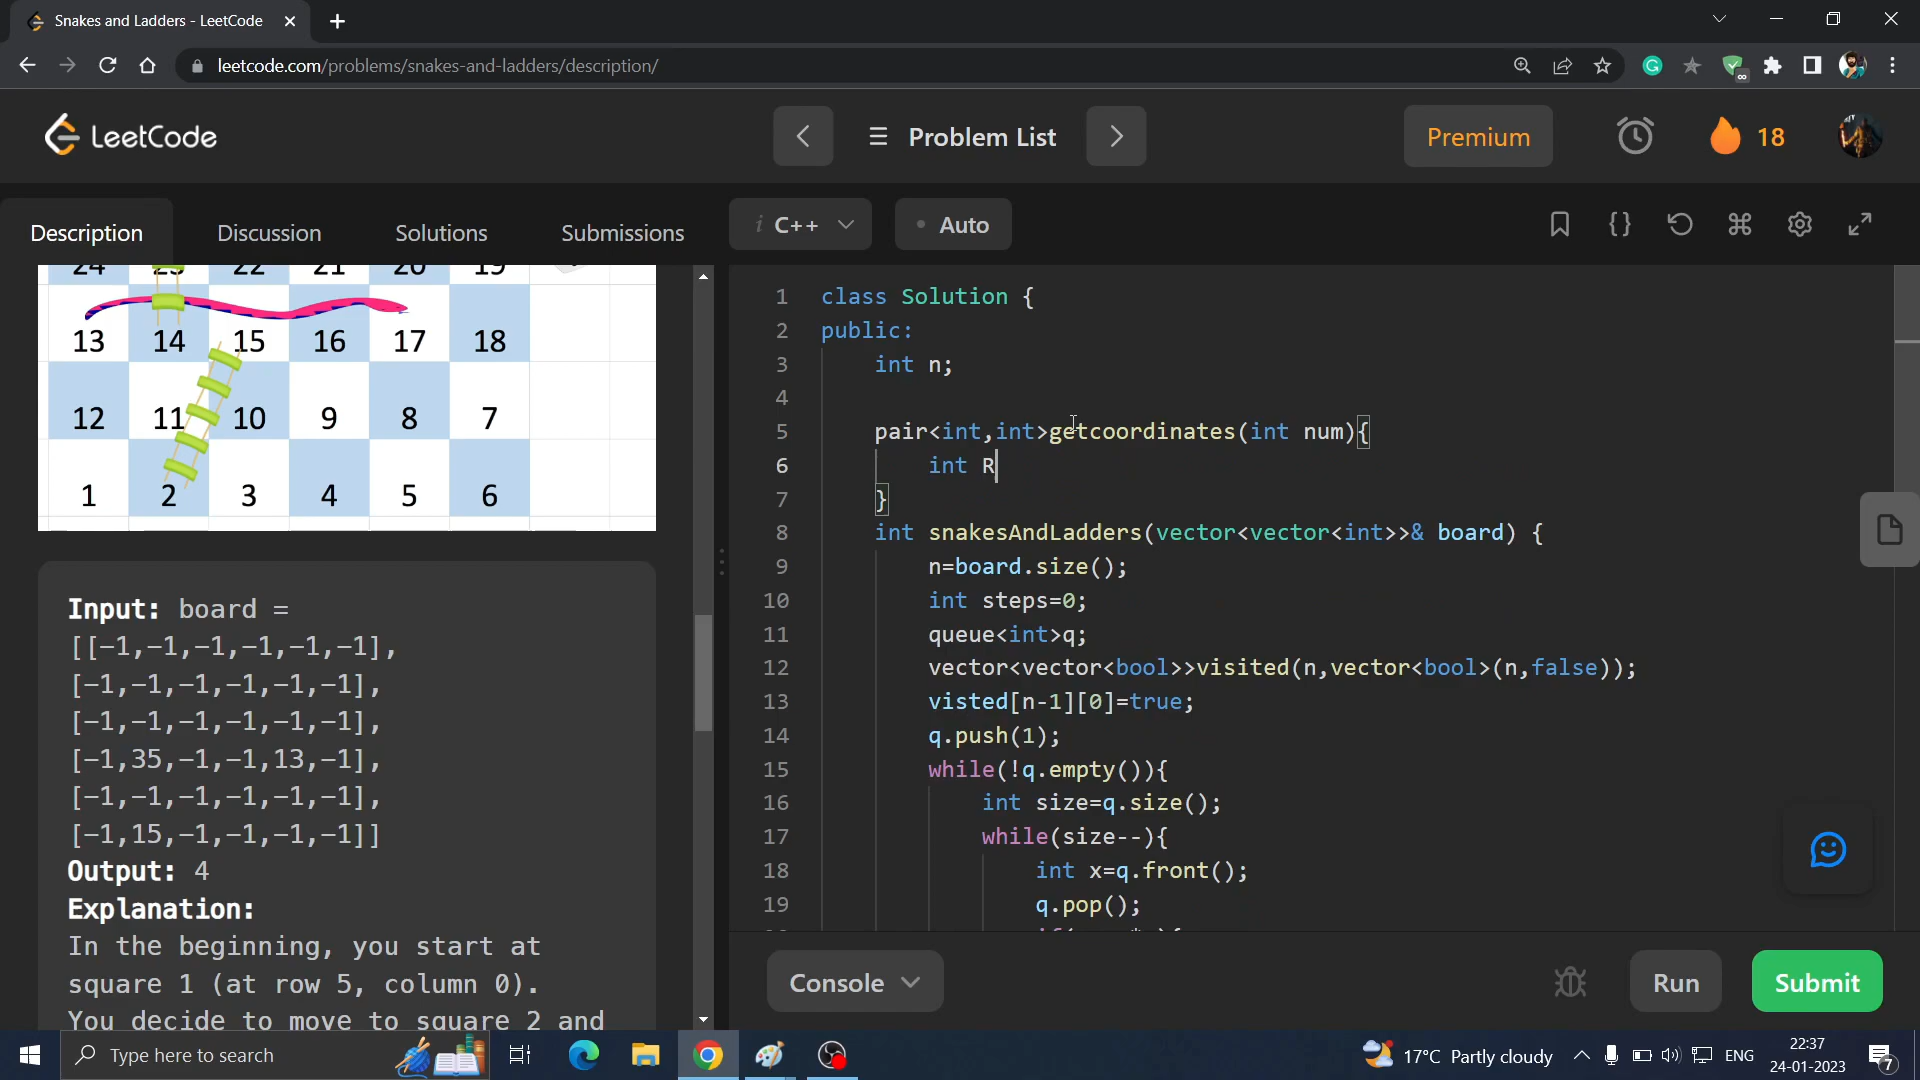 Snakes and Ladders - LeetCode
leetcode.com/problems/snakes-and-ladders/description/
LeetCode
Problem List
Premium
18
Description
Discussion
Solutions
Submissions
i C++
Auto
24 23 22 21 20 19
13 14 15 16 17 18
12 11 10 9 8 7
1 2 3 4 5 6
Input: board =
[[-1,-1,-1,-1,-1,-1],
[-1,-1,-1,-1,-1,-1],
[-1,-1,-1,-1,-1,-1],
[-1,35,-1,-1,13,-1],
[-1,-1,-1,-1,-1,-1],
[-1,15,-1,-1,-1,-1]]
Output: 4
Explanation:
In the beginning, you start at
square 1 (at row 5, column 0).
You decide to move to square 2 and
1 class Solution {
2 public:
3 int n;
4
5 pair<int,int>getcoordinates(int num){
6 int R
7 }
8 int snakesAndLadders(vector<vector<int>>& board) {
9 n=board.size();
10 int steps=0;
11 queue<int>q;
12 vector<vector<bool>>visited(n,vector<bool>(n,false));
13 visted[n-1][0]=true;
14 q.push(1);
15 while(!q.empty()){
16 int size=q.size();
17 while(size--){
18 int x=q.front();
19 q.pop();
Console
Run
Submit
Type here to search
17°C Partly cloudy
ENG
22:37
24-01-2023
7